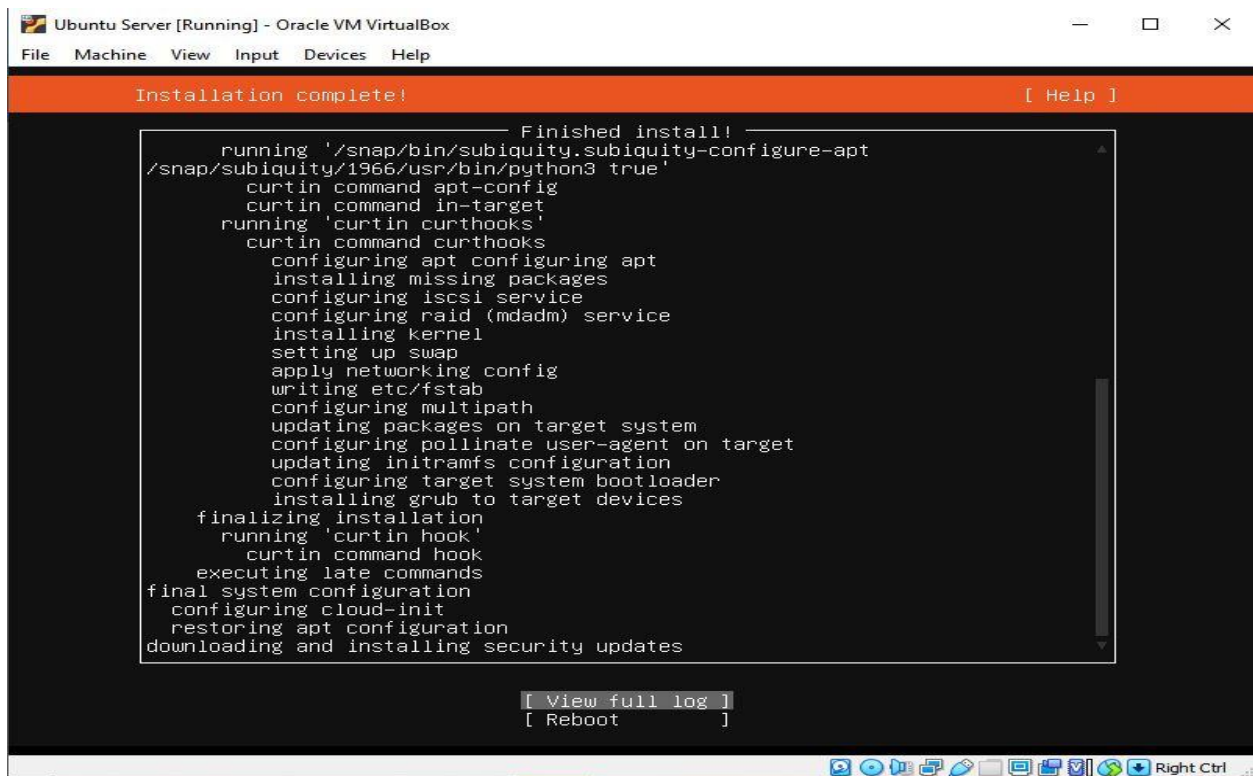 Ubuntu Server [Running] - Oracle VM VirtualBox
File Machine View Input Devices Help
Installation complete! [ Help ]
Finished install!
running '/snap/bin/subiquity.subiquity-configure-apt
/snap/subiquity/1966/usr/bin/python3 true'
curtin command apt-config
curtin command in-target
running 'curtin curthooks'
curtin command curthooks
configuring apt configuring apt
installing missing packages
configuring iscsi service
configuring raid (mdadm) service
installing kernel
setting up swap
apply networking config
writing etc/fstab
configuring multipath
updating packages on target system
configuring pollinate user-agent on target
updating initramfs configuration
configuring target system bootloader
installing grub to target devices
finalizing installation
running 'curtin hook'
curtin command hook
executing late commands
final system configuration
configuring cloud-init
restoring apt configuration
downloading and installing security updates
[ View full log ]
[ Reboot ]
Right Ctrl